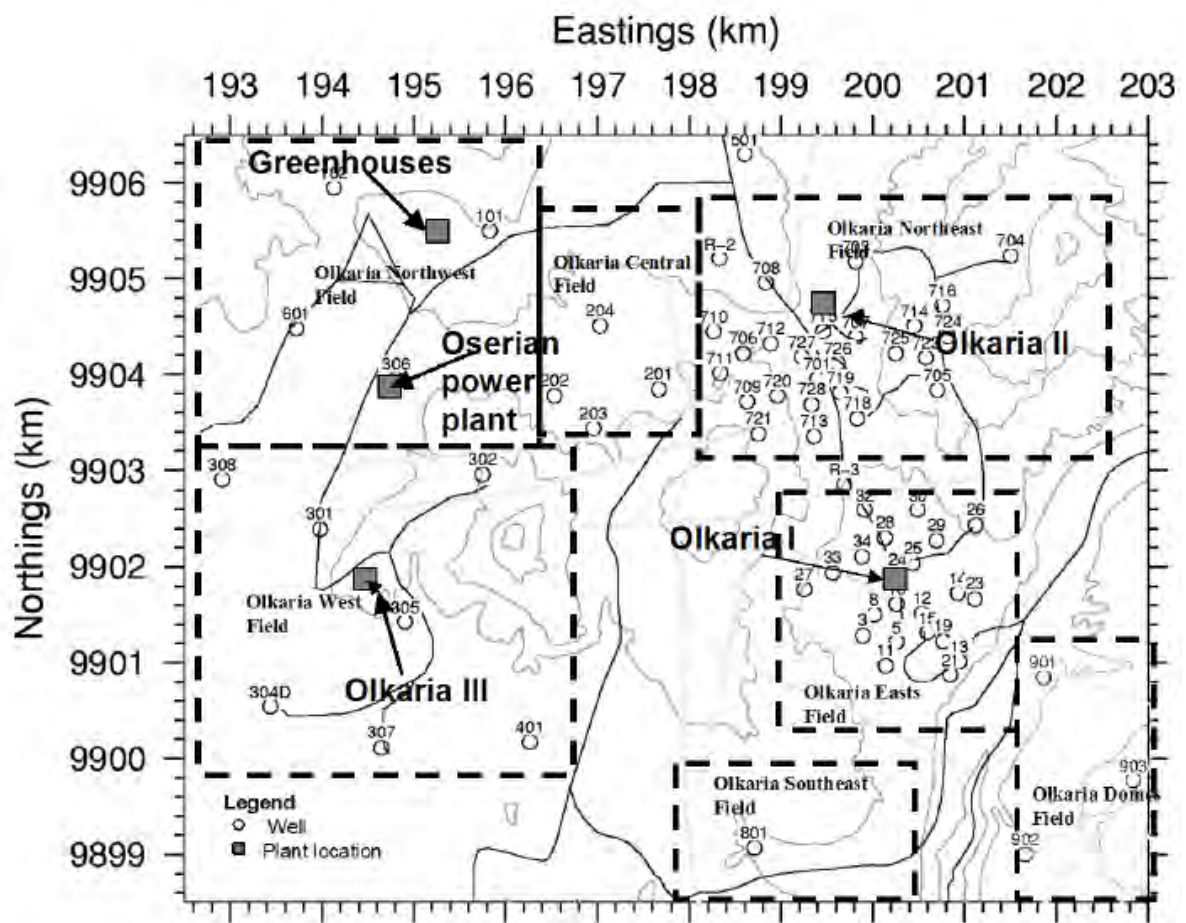 Eastings (km)
193 194 195 196 197 198 199 200 201 202 203
Northings (km)
9906
9905
9904
9903
9902
9901
9900
9899
Greenhouses
101
Olkaria Northwest
Field
601
306
Oserian
power
plant
Olkaria Central
Field
204
202
201
203
Olkaria Northeast
Field
R-2
708
704
716
710
706
712
714
724
727
726
725
Olkaria II
711
701
709
720
728
719
705
718
721
713
308
302
301
Olkaria West
Field
305
Olkaria III
304D
307
401
R-3
32
28
29
26
Olkaria I
34
33
25
24
27
14
23
8
12
3
5
15
19
11
13
21
Olkaria Easts
Field
901
903
Olkaria Southeast
Field
801
Olkaria Dome
Field
902
Legend
Well
Plant location